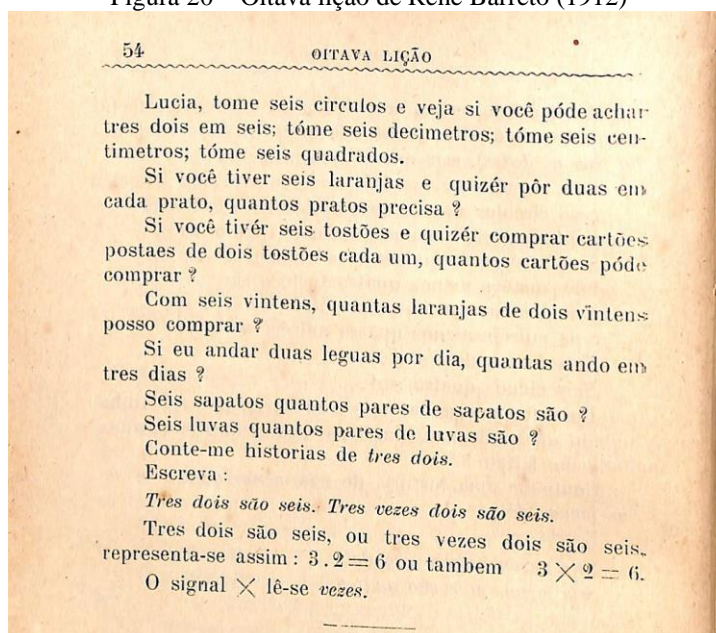 Figura 20 – Oitava lição de René Barreto (1912)
54 OITAVA LIÇÃO
Lucia, tome seis circulos e veja si você póde achar
tres dois em seis; tóme seis decimetros; tóme seis cen-
timetros; tóme seis quadrados.
Si você tiver seis laranjas e quizér pôr duas em
cada prato, quantos pratos precisa ?
Si você tivér seis tostões e quizér comprar cartões
postaes de dois tostões cada um, quantos cartões póde
comprar ?
Com seis vintens, quantas laranjas de dois vintens
posso comprar ?
Si eu andar duas leguas por dia, quantas ando em
tres dias ?
Seis sapatos quantos pares de sapatos são ?
Seis luvas quantos pares de luvas são ?
Conte-me historias de tres dois.
Escreva :
Tres dois são seis. Tres vezes dois são seis.
Tres dois são seis, ou tres vezes dois são seis.
representa-se assim : 3 . 2 = 6 ou tambem 3 × 2 = 6.
O signal × lê-se vezes.